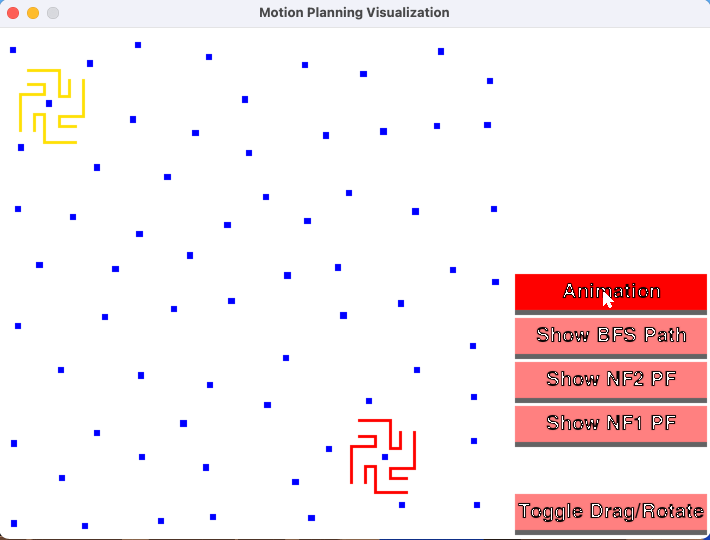 Motion Planning Visualization
Animation
Show BFS Path
Show NF2 PF
Show NF1 PF
Toggle Drag/Rotate